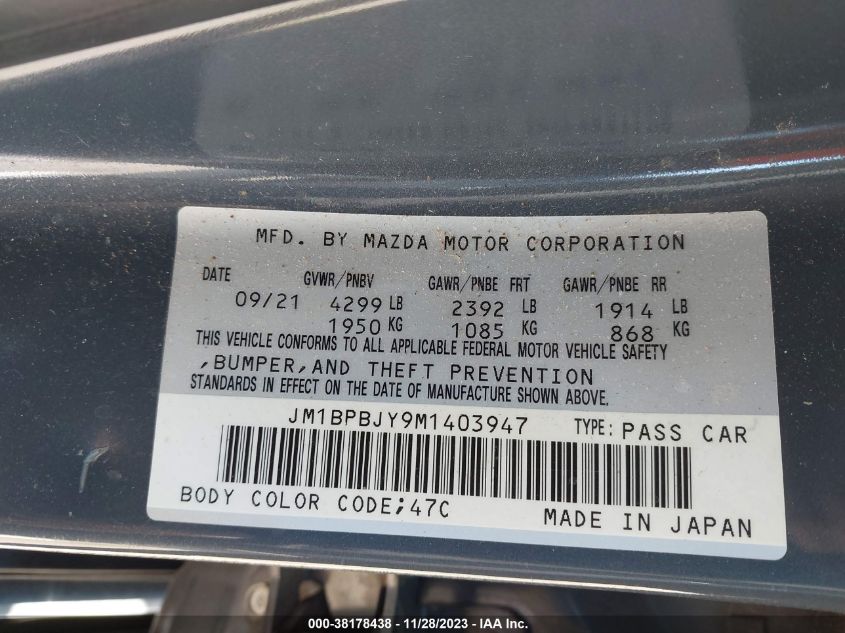 MFD. BY MAZDA MOTOR CORPORATION
DATE GVWR/PNBV GAWR/PNBE FRT GAWR/PNBE RR
09/21 4299 LB 2392 LB 1914 LB
1950 KG 1085 KG 868 KG
THIS VEHICLE CONFORMS TO ALL APPLICABLE FEDERAL MOTOR VEHICLE SAFETY
,BUMPER,AND THEFT PREVENTION
STANDARDS IN EFFECT ON THE DATE OF MANUFACTURE SHOWN ABOVE.
JM1BPBJY9M1403947 TYPE: PASS CAR
BODY COLOR CODE;47C MADE IN JAPAN
000-38178438 - 11/28/2023 - © IAA Inc.